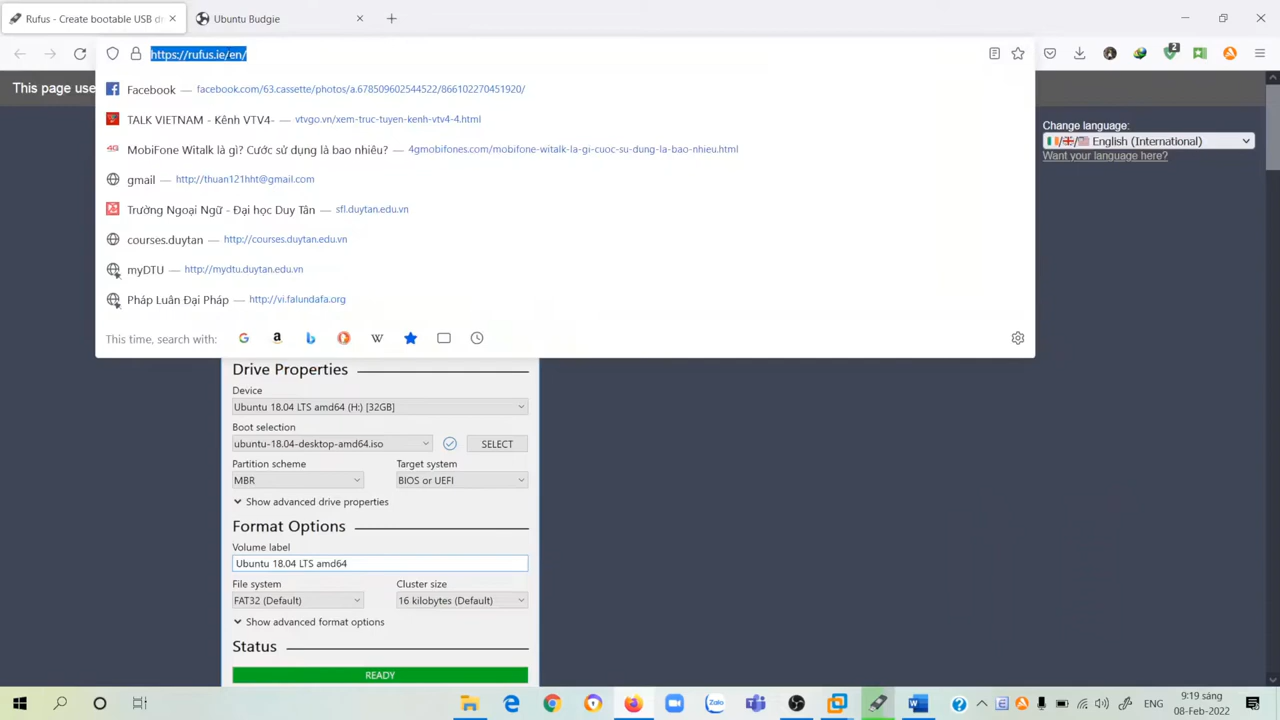 Rufus - Create bootable USB dr
Ubuntu Budgie
https://rufus.ie/en/
2
This page use
Facebook — facebook.com/63.cassette/photos/a.678509602544522/866102270451920/
TALK VIETNAM - Kênh VTV4- — vtvgo.vn/xem-truc-tuyen-kenh-vtv4-4.html
4G MobiFone Witalk là gì? Cước sử dụng là bao nhiêu? — 4gmobifones.com/mobifone-witalk-la-gi-cuoc-su-dung-la-bao-nhieu.html
gmail — http://thuan121hht@gmail.com
Trường Ngoại Ngữ - Đại học Duy Tân — sfl.duytan.edu.vn
courses.duytan — http://courses.duytan.edu.vn
myDTU — http://mydtu.duytan.edu.vn
Pháp Luân Đại Pháp — http://vi.falundafa.org
This time, search with:
Change language:
English (International)
Want your language here?
Drive Properties
Device
Ubuntu 18.04 LTS amd64 (H:) [32GB]
Boot selection
ubuntu-18.04-desktop-amd64.iso
SELECT
Partition scheme
Target system
MBR
BIOS or UEFI
Show advanced drive properties
Format Options
Volume label
Ubuntu 18.04 LTS amd64
File system
Cluster size
FAT32 (Default)
16 kilobytes (Default)
Show advanced format options
Status
READY
Zalo
ENG
9:19 sáng
08-Feb-2022